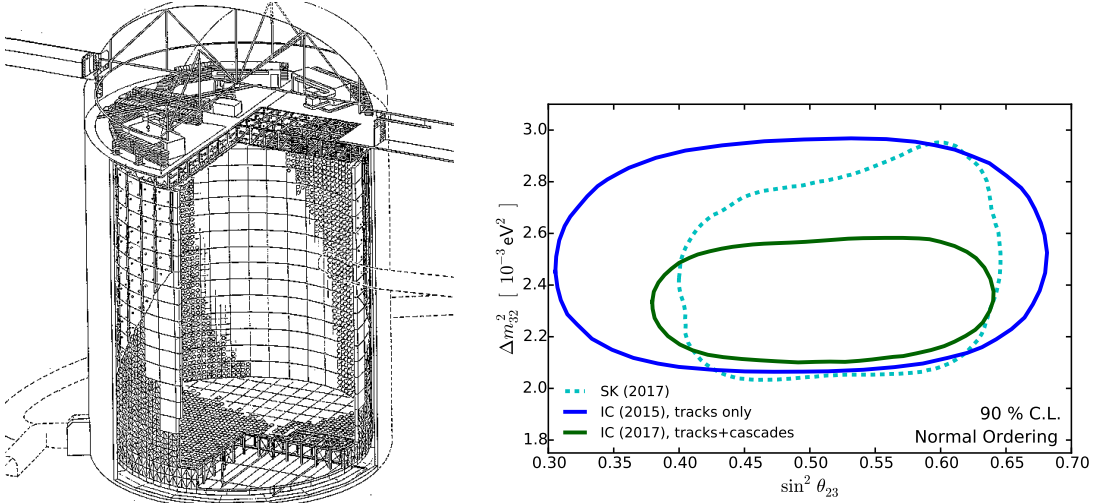 3.0
2.8
2.6
2.4
2.2
2.0
1.8
Δm²₃₂ [ 10⁻³ eV² ]
SK (2017)
IC (2015), tracks only
IC (2017), tracks+cascades
90 % C.L.
Normal Ordering
0.30 0.35 0.40 0.45 0.50 0.55 0.60 0.65 0.70
sin² θ₂₃